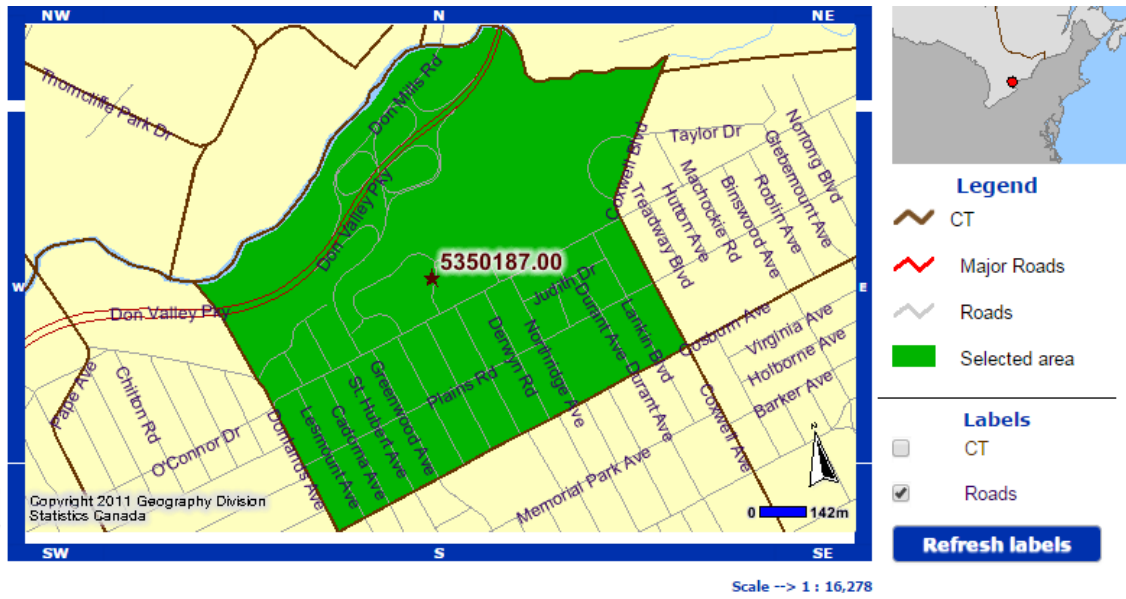 NW
N
NE
Thorncliffe Park Dr
Don Mills Rd
Don Valley Pky
Coxwell Blvd
Taylor Dr
Norlong Blvd
Glebemount Ave
Roblin Ave
Binswood Ave
Machockie Rd
Hutton Ave
Treadway Blvd
5350187.00
W
E
Don Valley Pky
Judith Dr
Durant Ave
Lankin Blvd
Cosburn Ave
Virginia Ave
Holborne Ave
Barker Ave
Pape Ave
Chilton Rd
O'Connor Dr
Donlands Ave
Lesmount Ave
Cadorna Ave
St. Hubert Ave
Greenwood Ave
Plains Rd
Derwyn Rd
Northridge Ave
Durant Ave
Coxwell Ave
Memorial Park Ave
N
Copyright 2011 Geography Division
Statistics Canada
0 142m
SW
S
SE
Scale --> 1 : 16,278
Legend
CT
Major Roads
Roads
Selected area
Labels
CT
Roads
Refresh labels